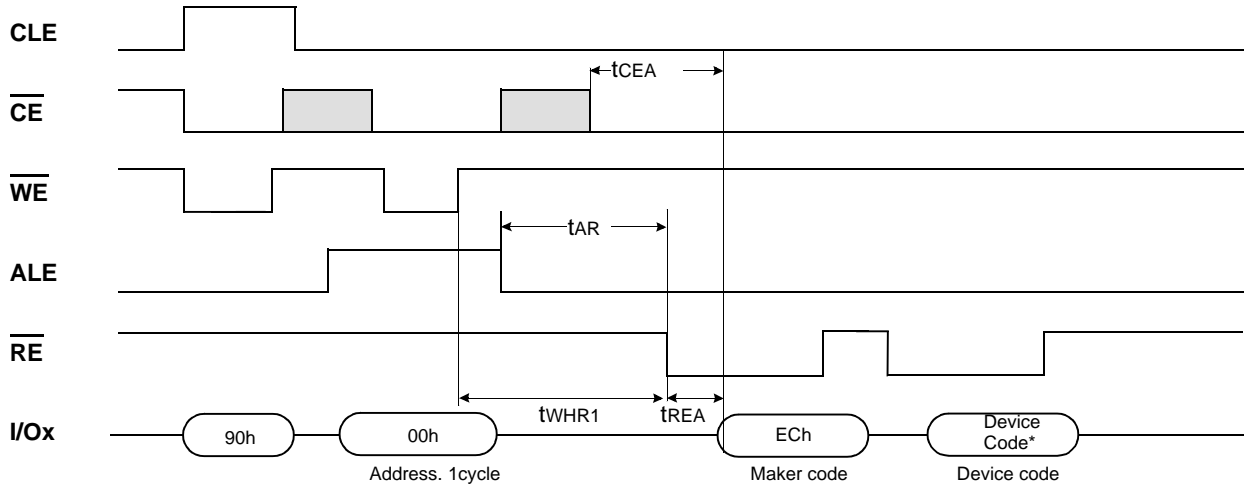 CLE
tCEA
CE
WE
tAR
ALE
RE
tWHR1
tREA
I/Ox
90h
00h
ECh
Device
Code*
Address. 1cycle
Maker code
Device code